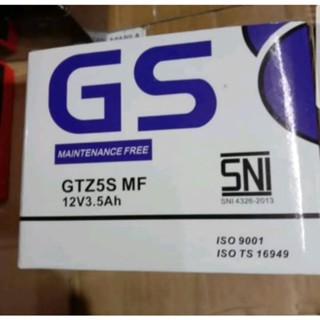 GS
MAINTENANCE FREE
GTZ5S MF
12V3.5Ah
SNI
SNI 4326-2013
ISO 9001
ISO TS 16949